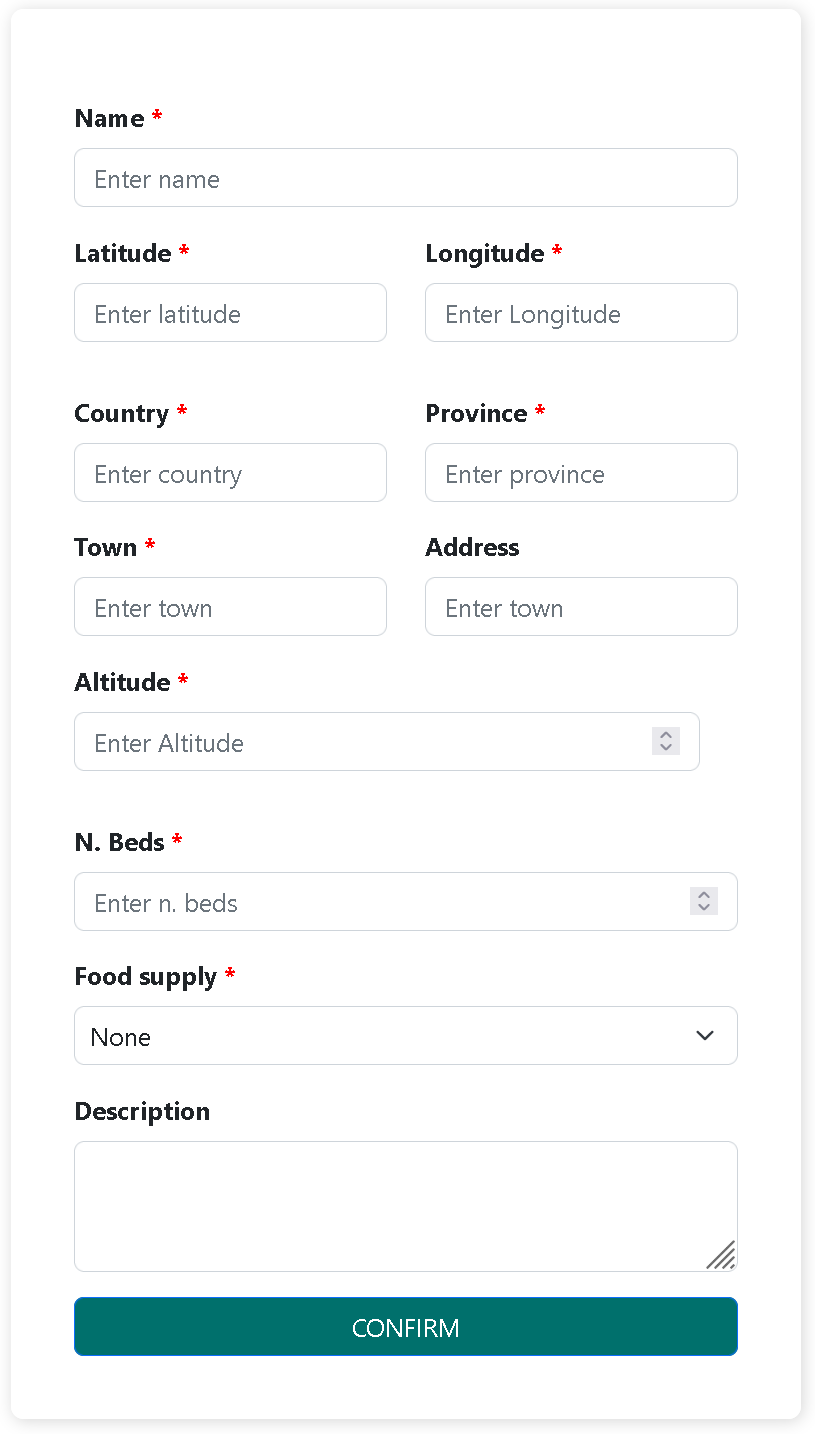 Name *
Enter name
Latitude * Longitude *
Enter latitude Enter Longitude
Country * Province *
Enter country Enter province
Town * Address
Enter town Enter town
Altitude *
Enter Altitude
N. Beds *
Enter n. beds
Food supply *
None
Description
CONFIRM